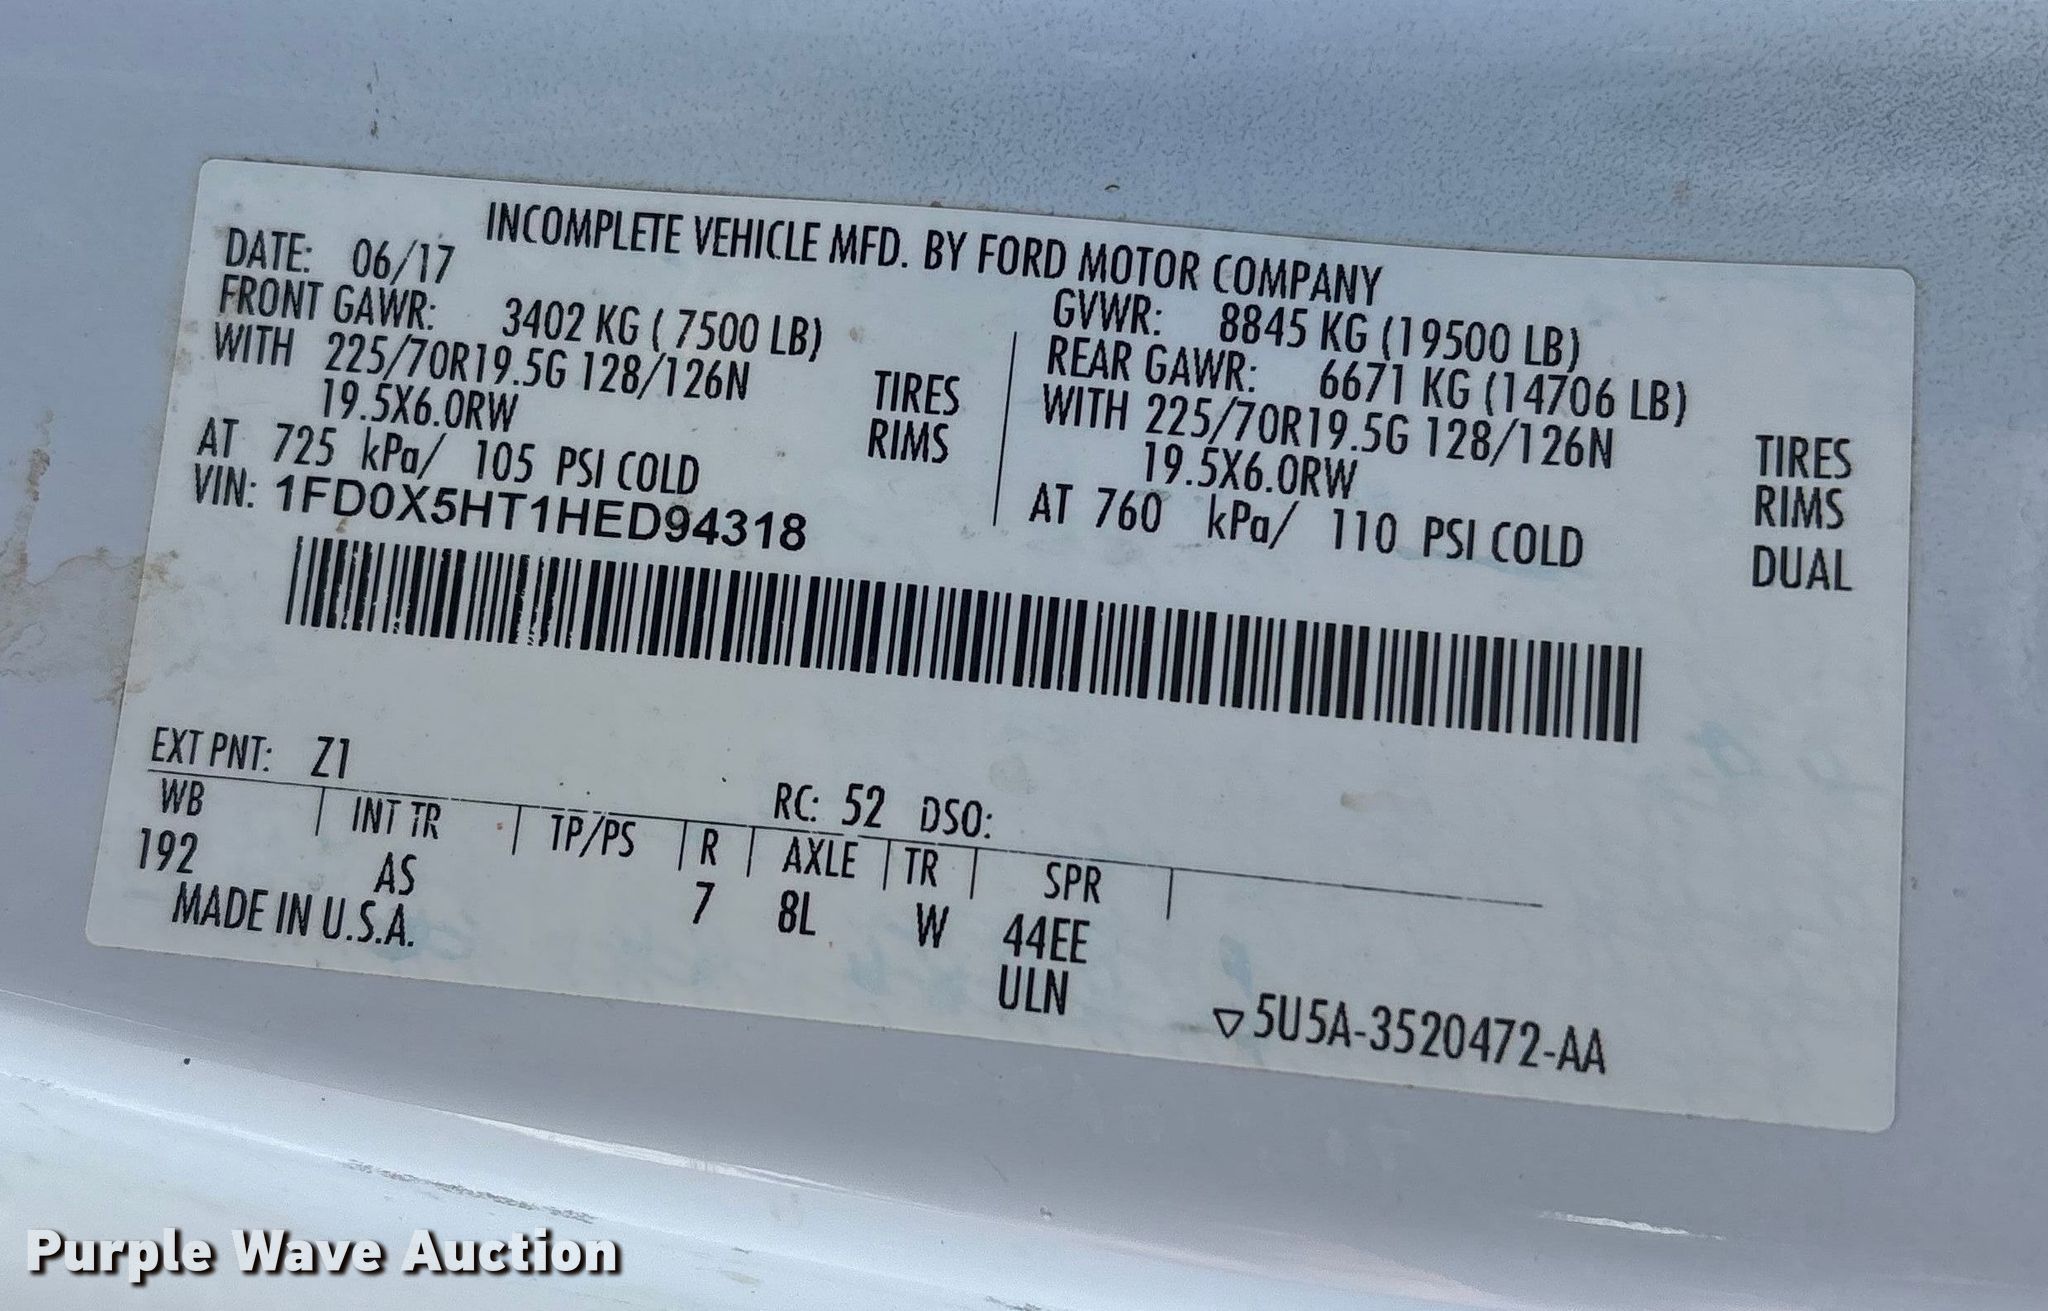 INCOMPLETE VEHICLE MFD. BY FORD MOTOR COMPANY
DATE: 06/17
GVWR: 8845 KG (19500 LB)
FRONT GAWR: 3402 KG ( 7500 LB)
REAR GAWR: 6671 KG (14706 LB)
WITH 225/70R19.5G 128/126N TIRES
WITH 225/70R19.5G 128/126N TIRES
19.5X6.0RW RIMS
19.5X6.0RW RIMS
AT 725 kPa/ 105 PSI COLD
AT 760 kPa/ 110 PSI COLD DUAL
VIN: 1FD0X5HT1HED94318
EXT PNT: Z1 RC: 52 DSO:
WB INT TR TP/PS R AXLE TR SPR
192 AS 7 8L W 44EE
MADE IN U.S.A. ULN
▽5U5A-3520472-AA
Purple Wave Auction